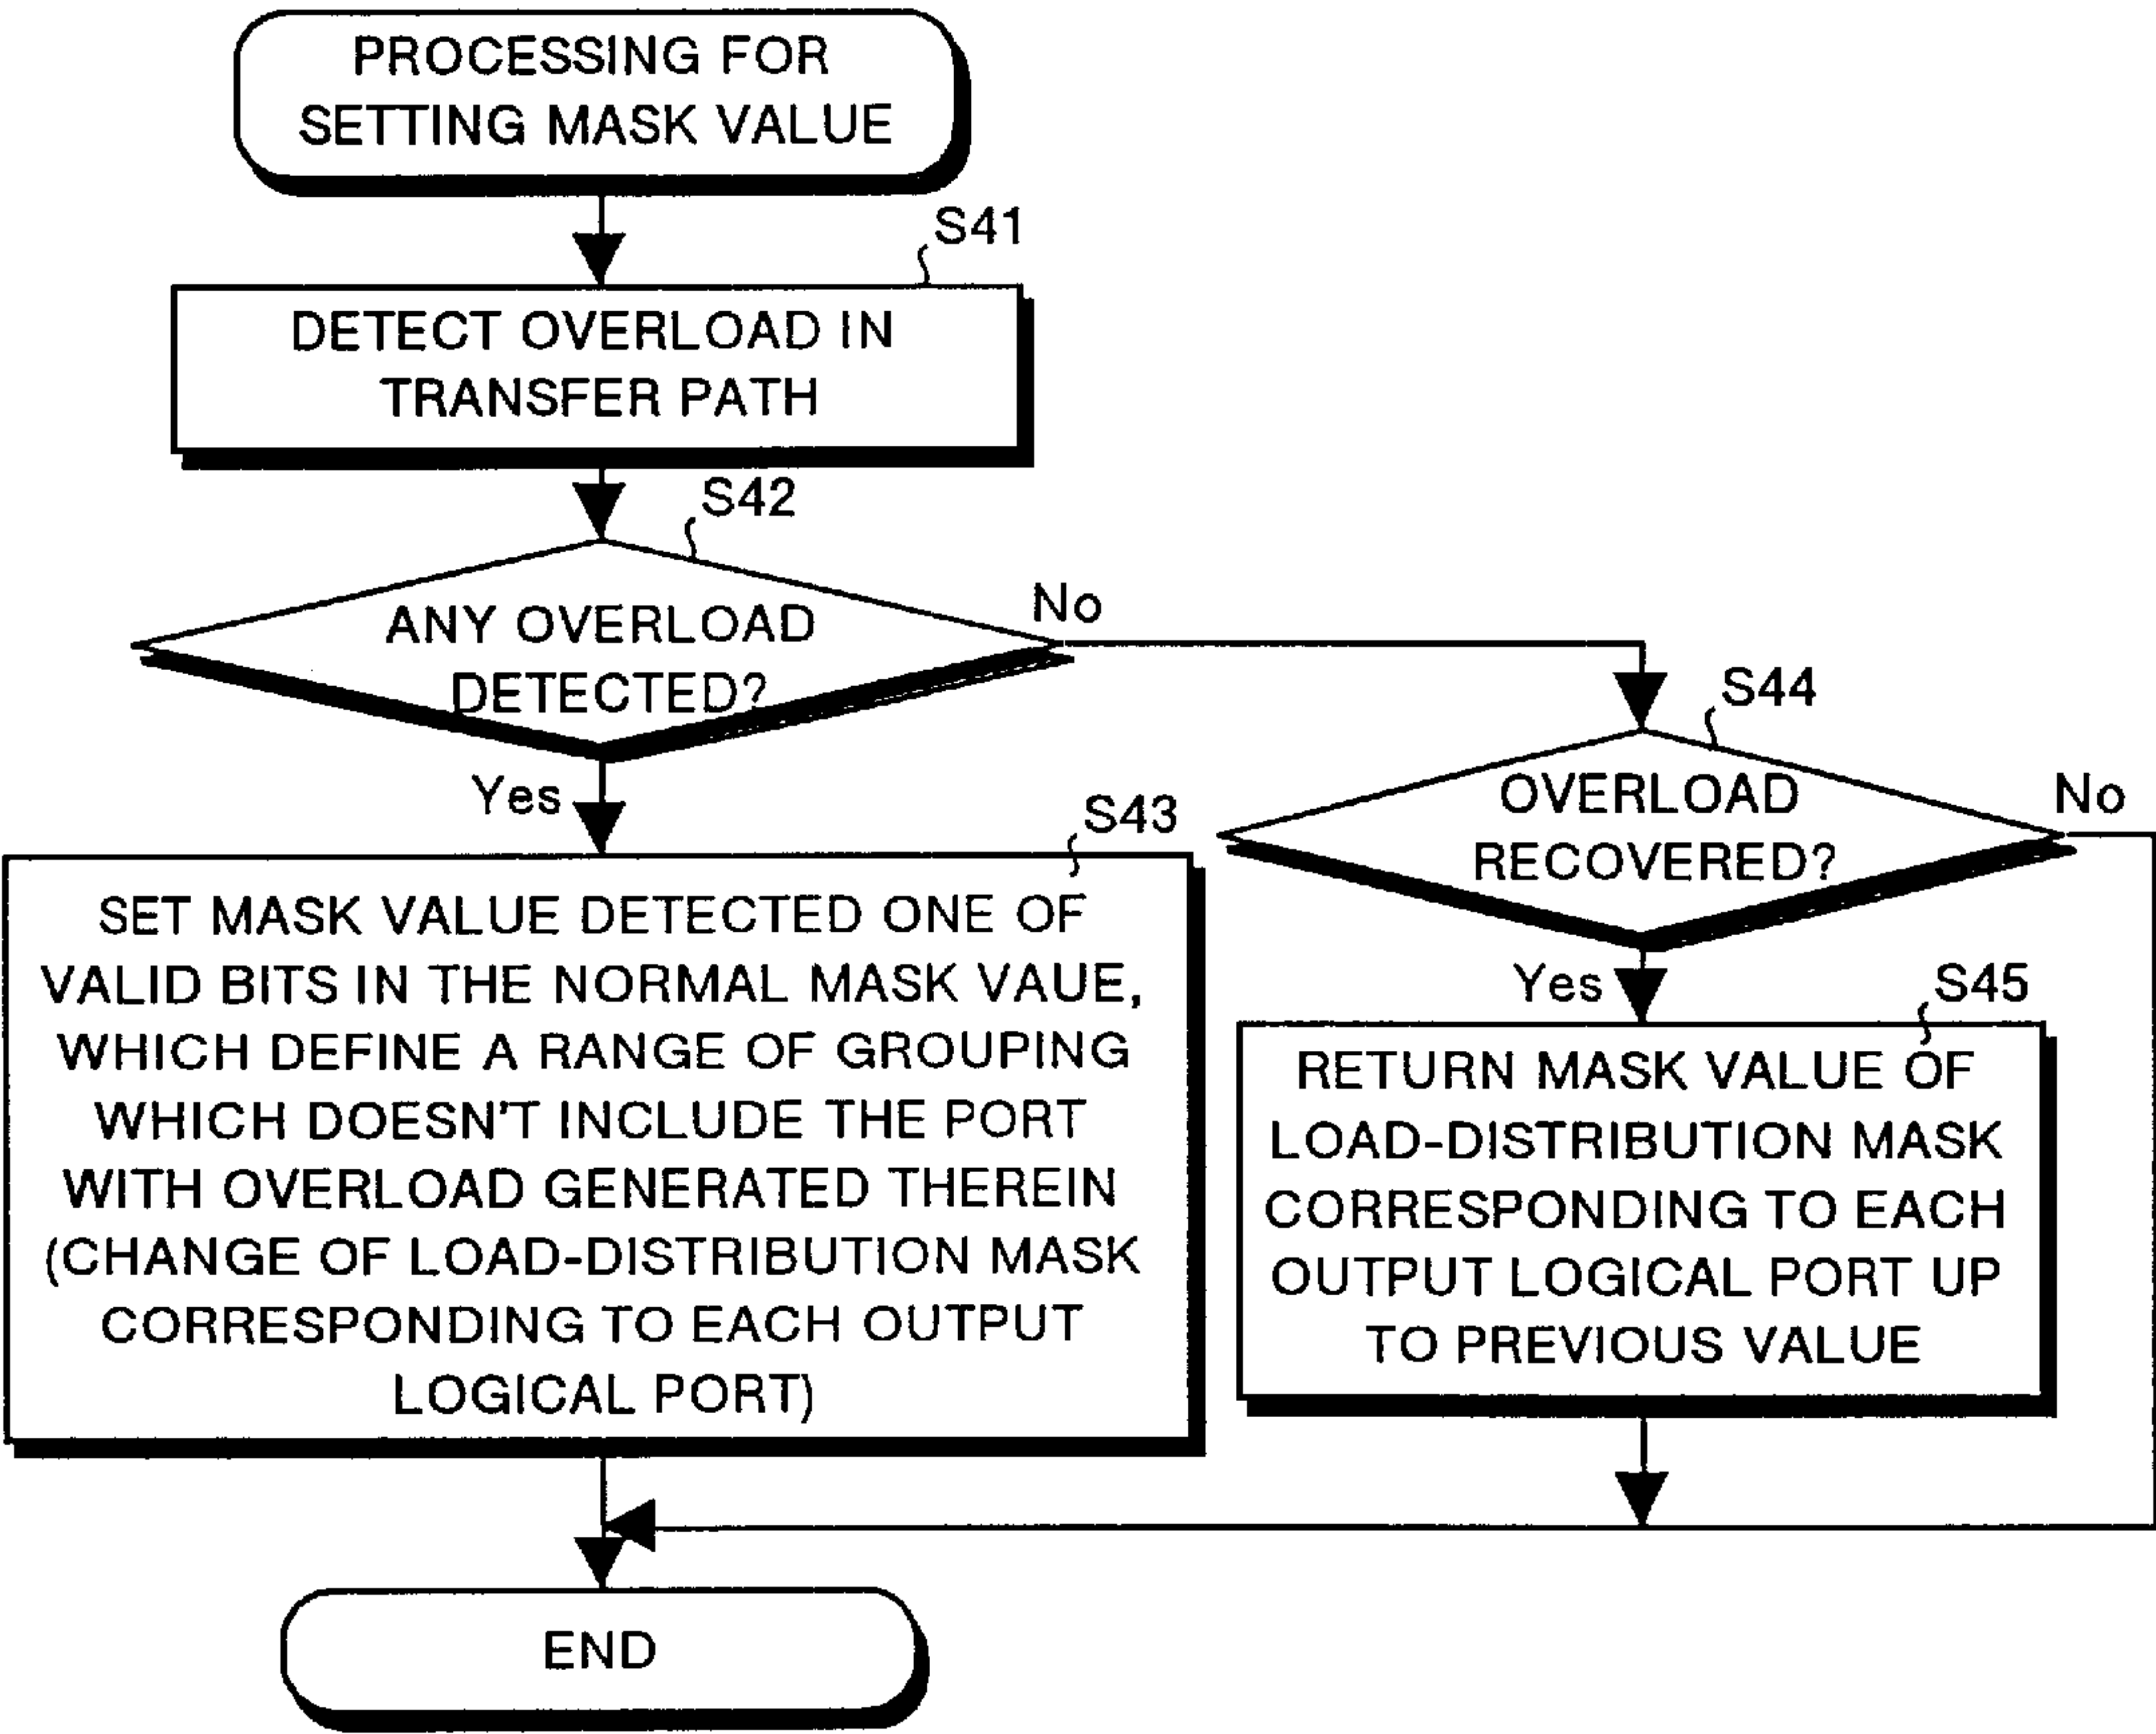 PROCESSING FOR
SETTING MASK VALUE
S41
DETECT OVERLOAD IN
TRANSFER PATH
S42
ANY OVERLOAD
DETECTED?
No
Yes
S43
SET MASK VALUE DETECTED ONE OF
VALID BITS IN THE NORMAL MASK VAUE,
WHICH DEFINE A RANGE OF GROUPING
WHICH DOESN'T INCLUDE THE PORT
WITH OVERLOAD GENERATED THEREIN
(CHANGE OF LOAD-DISTRIBUTION MASK
CORRESPONDING TO EACH OUTPUT
LOGICAL PORT)
S44
OVERLOAD
RECOVERED?
No
Yes
S45
RETURN MASK VALUE OF
LOAD-DISTRIBUTION MASK
CORRESPONDING TO EACH
OUTPUT LOGICAL PORT UP
TO PREVIOUS VALUE
END